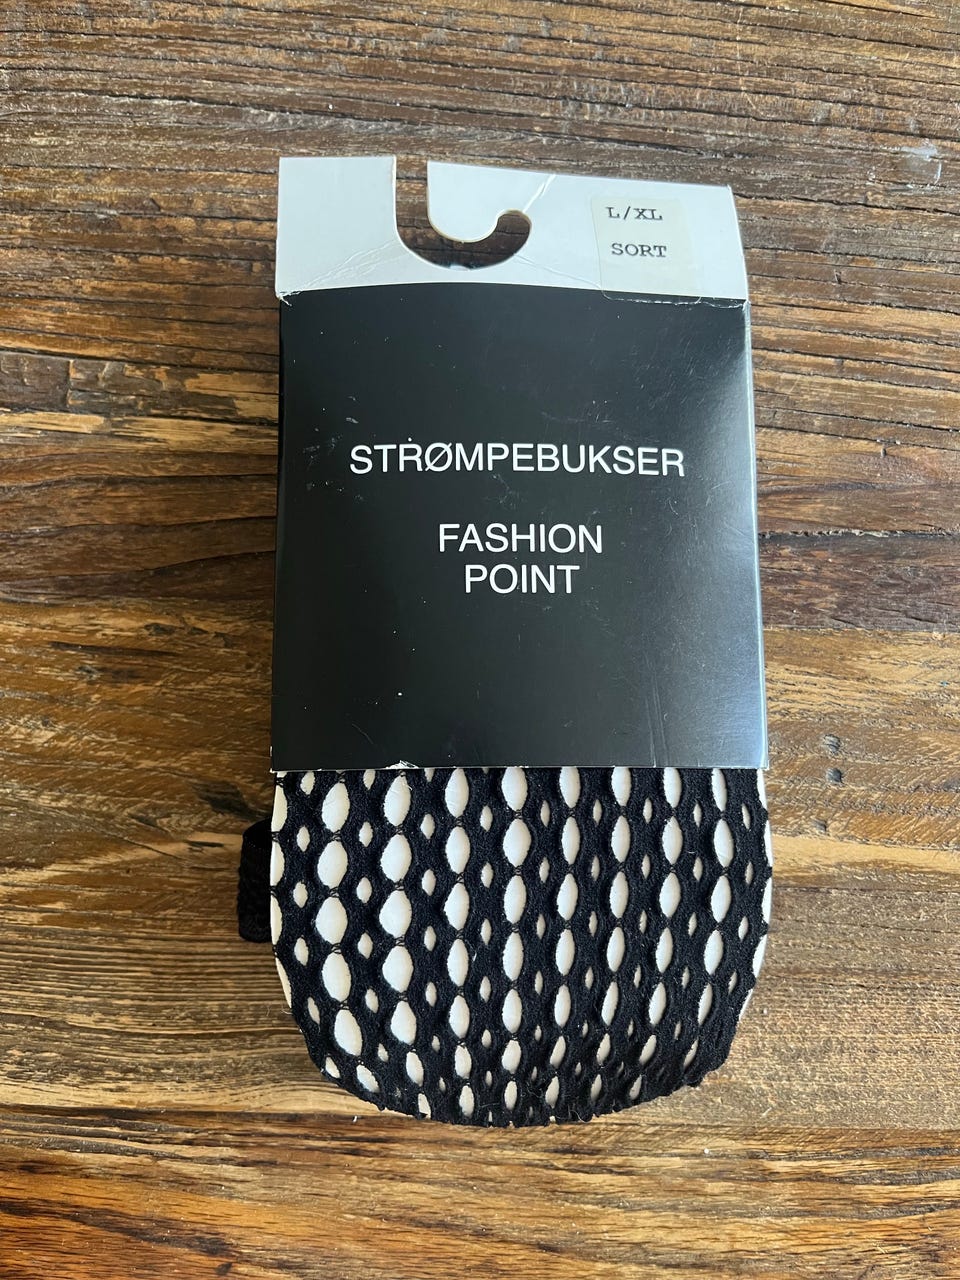 L/XL
SORT
STRØMPEBUKSER
FASHION
POINT